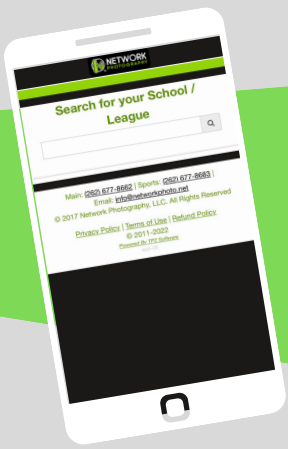 NETWORK
PHOTOGRAPHY
Search for your School /
League
Main: (262) 677-8662 | Sports: (262) 677-8683 |
Email: info@networkphoto.net
© 2017 Network Photography, LLC. All Rights Reserved
Privacy Policy | Terms of Use | Refund Policy
© 2011-2022
Powered By TPS Software